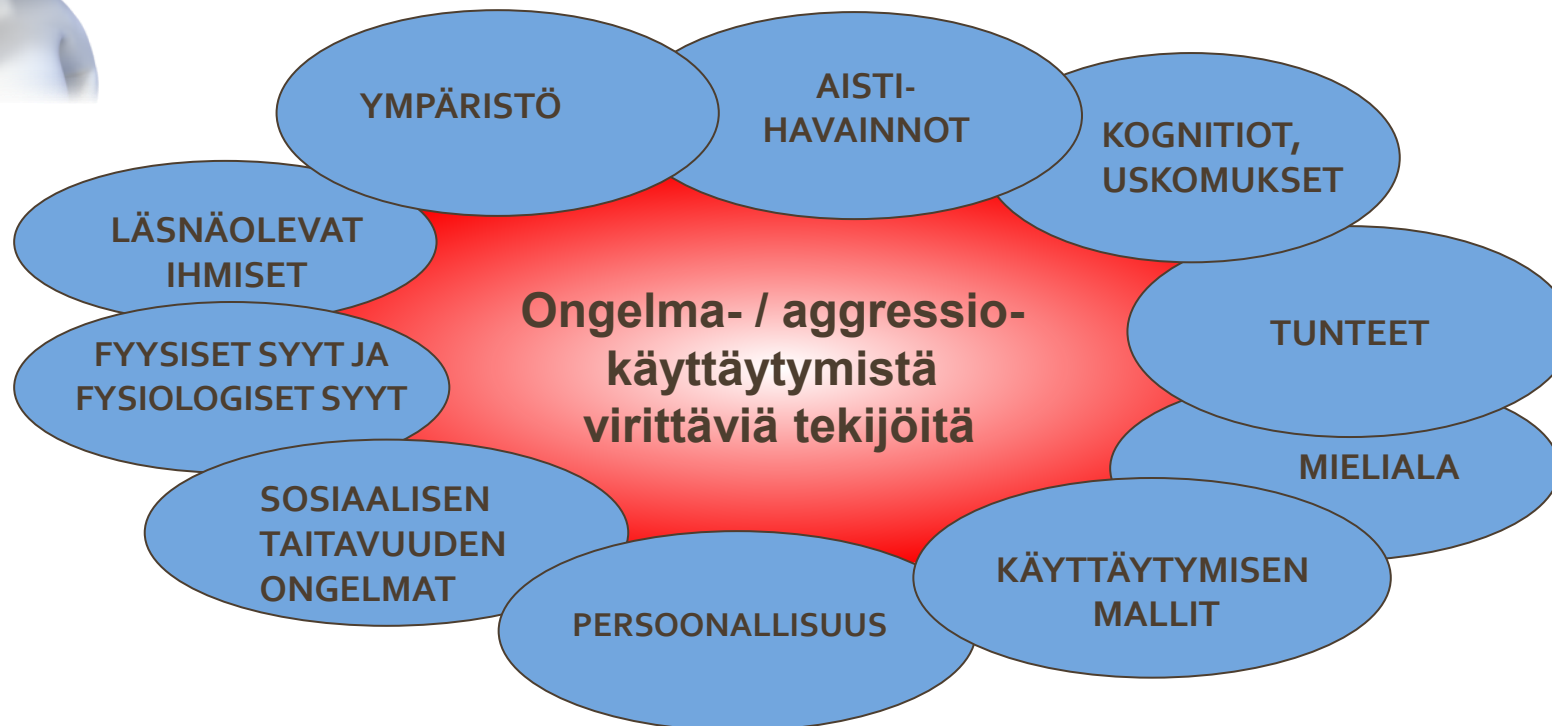 YMPÄRISTÖ
AISTI-
HAVAINNOT
KOGNITIOT,
USKOMUKSET
LÄSNÄOLEVAT
IHMISET
Ongelma- / aggressio-
käyttäytymistä
virittäviä tekijöitä
TUNTEET
FYYSISET SYYT JA
FYSIOLOGISET SYYT
MIELIALA
SOSIAALISEN
TAITAVUUDEN
ONGELMAT
KÄYTTÄYTYMISEN
MALLIT
PERSOONALLISUUS